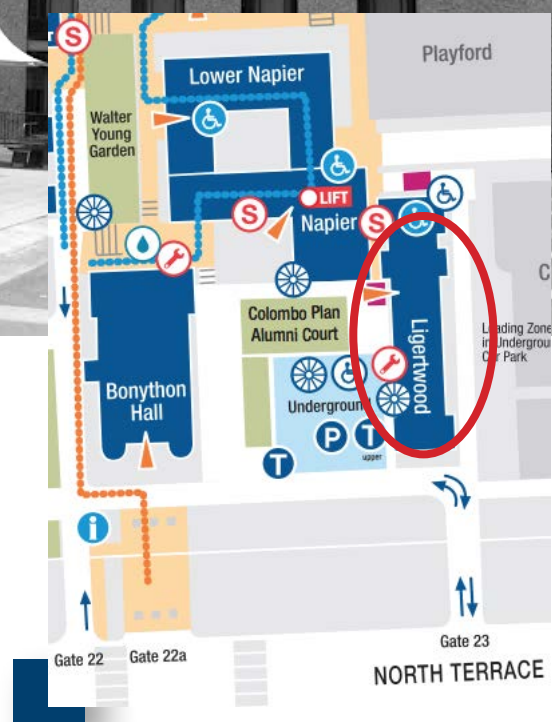 S
Lower Napier
Playford
Walter
Young
Garden
LIFT
S
Napier
S
Colombo Plan
Alumni Court
Ligertwood
C
Loading Zone
in Undergrou
Car Park
Bonython
Hall
Underground
P
T
upper
T
i
Gate 22
Gate 22a
Gate 23
NORTH TERRACE